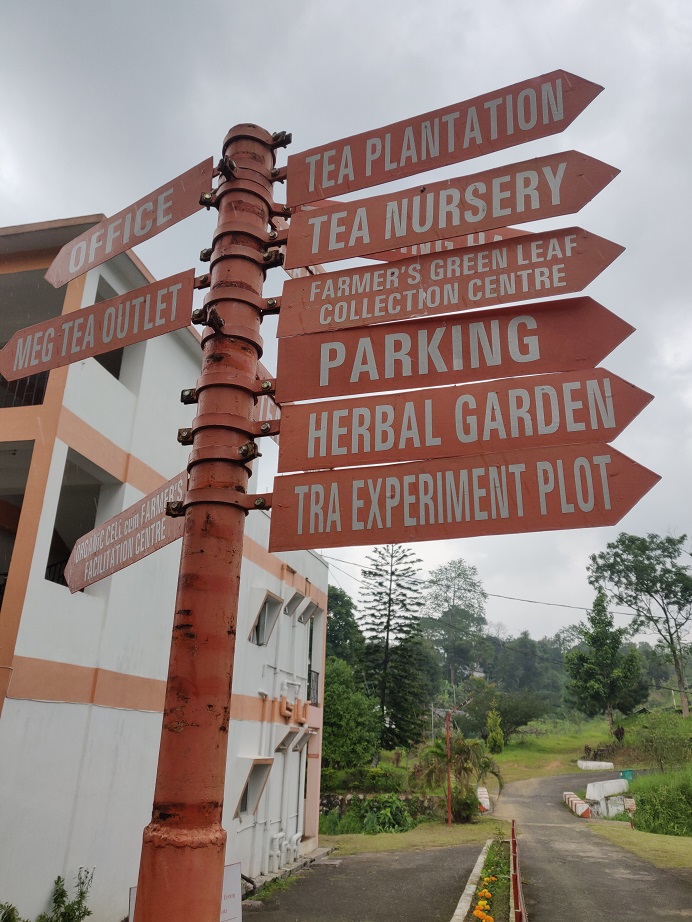 OFFICE
MEG TEA OUTLET
ORGANIC CELL cum FARMER'S
FACILITATION CENTRE
TEA PLANTATION
TEA NURSERY
FARMER'S GREEN LEAF
COLLECTION CENTRE
PARKING
HERBAL GARDEN
TRA EXPERIMENT PLOT